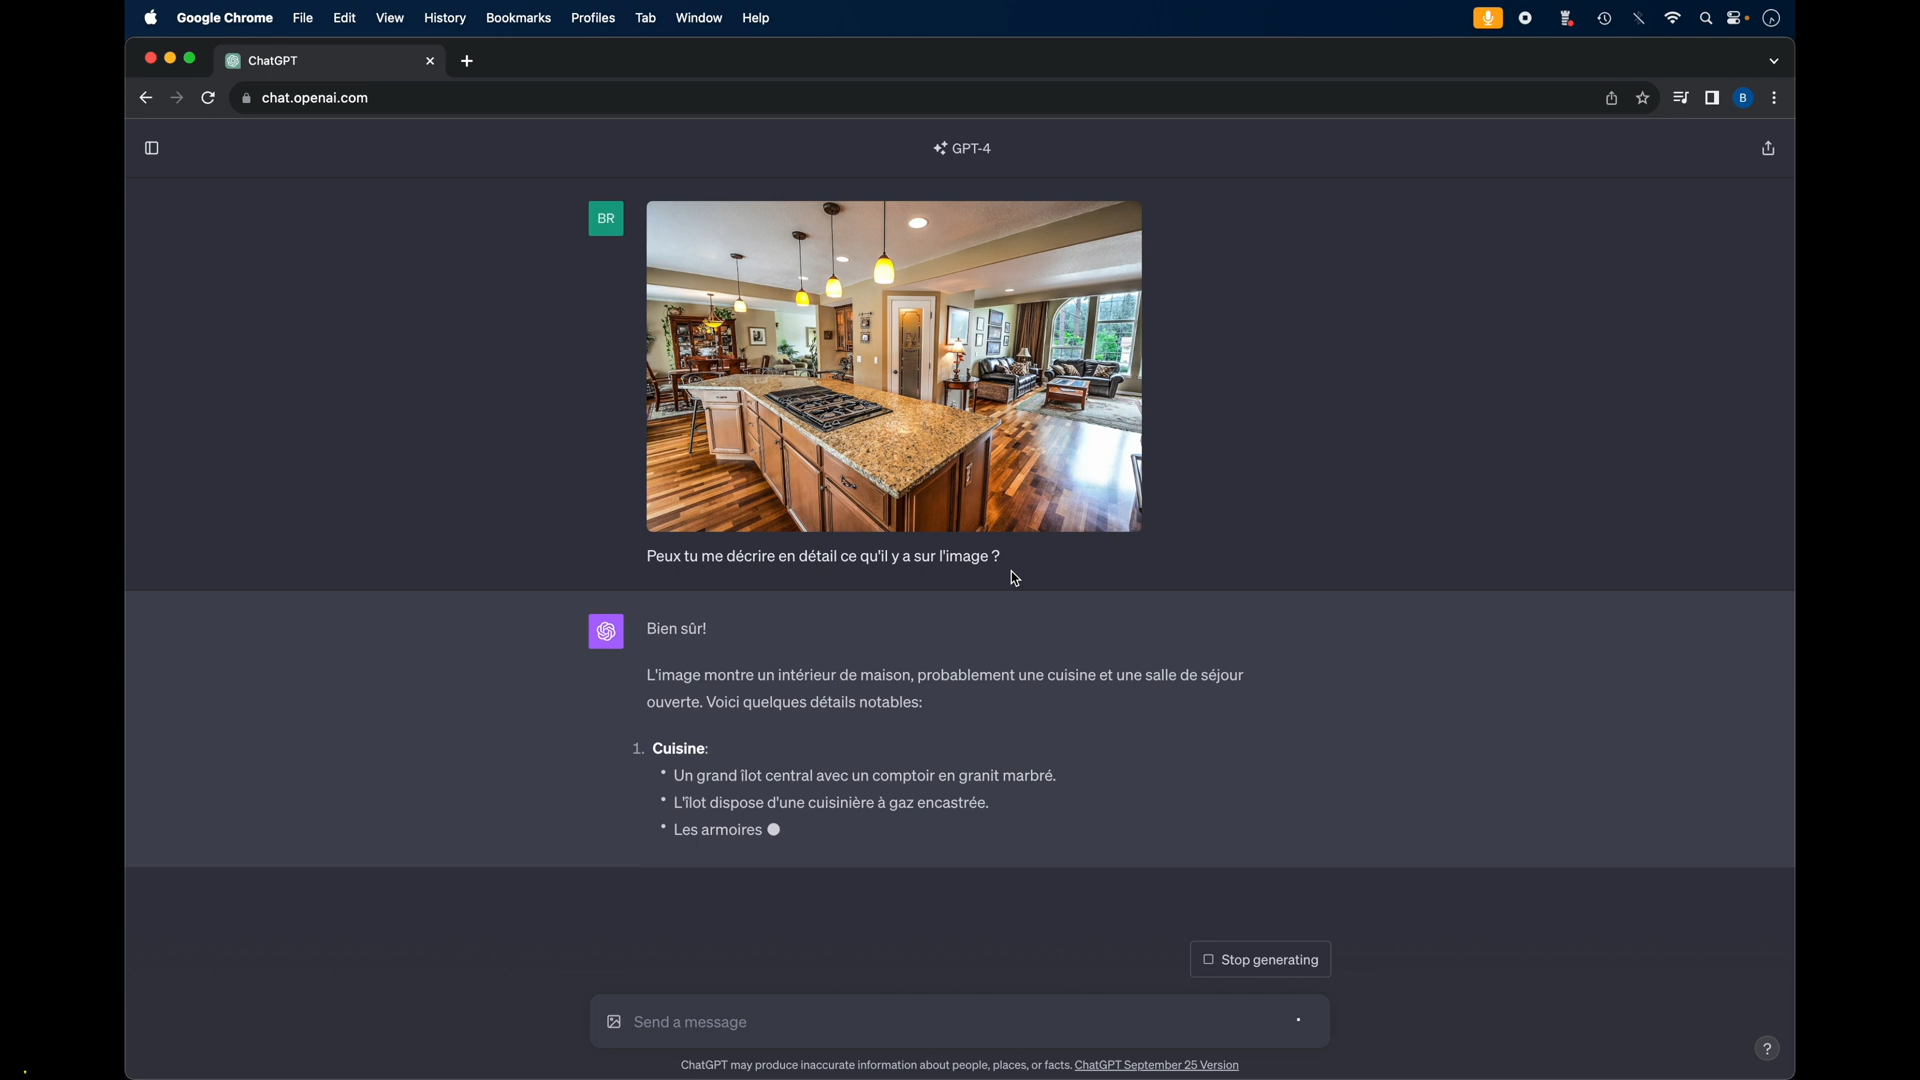 Google Chrome File Edit View History Bookmarks Profiles Tab Window Help
ChatGPT
chat.openai.com
B
GPT-4
BR
Peux tu me décrire en détail ce qu'il y a sur l'image ?
Bien sûr!
L'image montre un intérieur de maison, probablement une cuisine et une salle de séjour
ouverte. Voici quelques détails notables:
1. Cuisine:
• Un grand îlot central avec un comptoir en granit marbré.
• L'îlot dispose d'une cuisinière à gaz encastrée.
• Les armoires
Stop generating
Send a message
?
ChatGPT may produce inaccurate information about people, places, or facts. ChatGPT September 25 Version